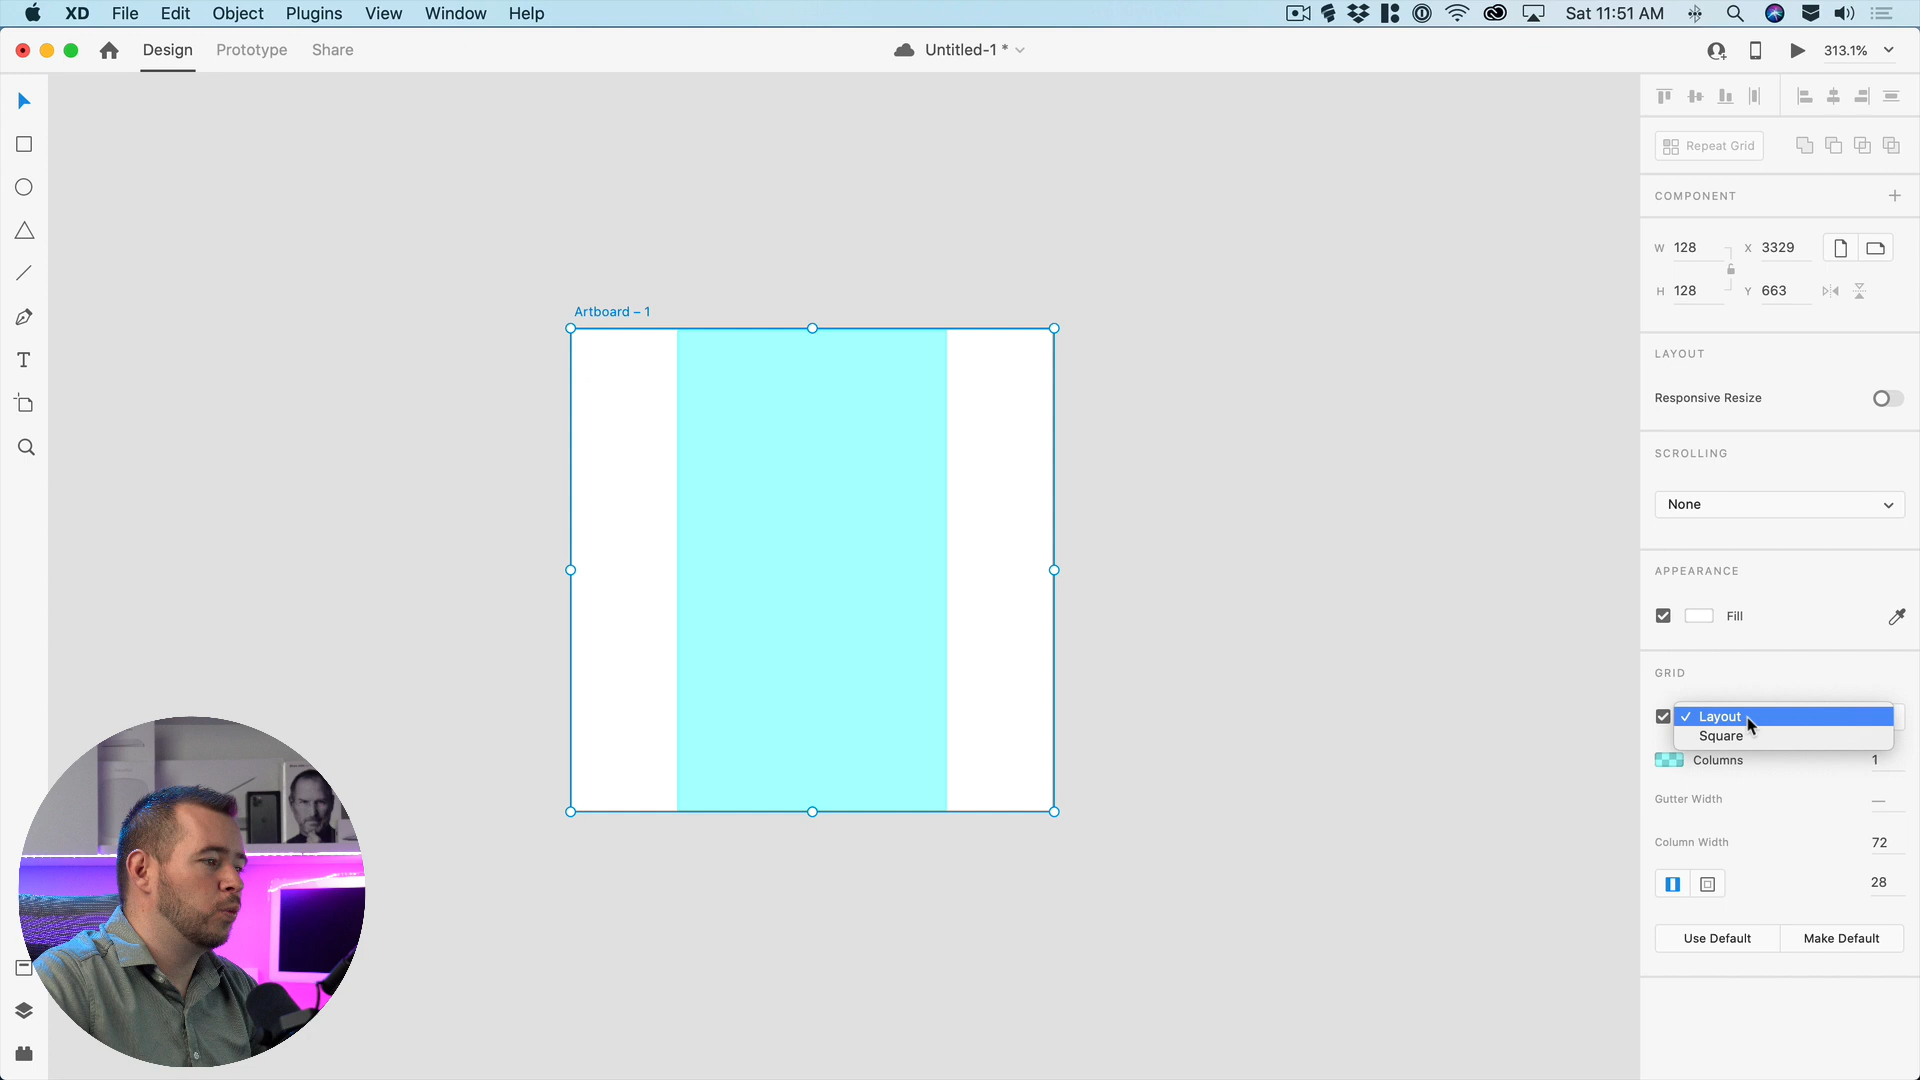 XD File Edit Object Plugins View Window Help Sat 11:51 AM
Design Prototype Share Untitled-1 * 313.1%
Repeat Grid
COMPONENT
W 128 X 3329
H 128 Y 663
Artboard – 1
LAYOUT
Responsive Resize
SCROLLING
None
APPEARANCE
Fill
GRID
✓ Layout
Square
Columns 1
Gutter Width —
Column Width 72
28
Use Default Make Default